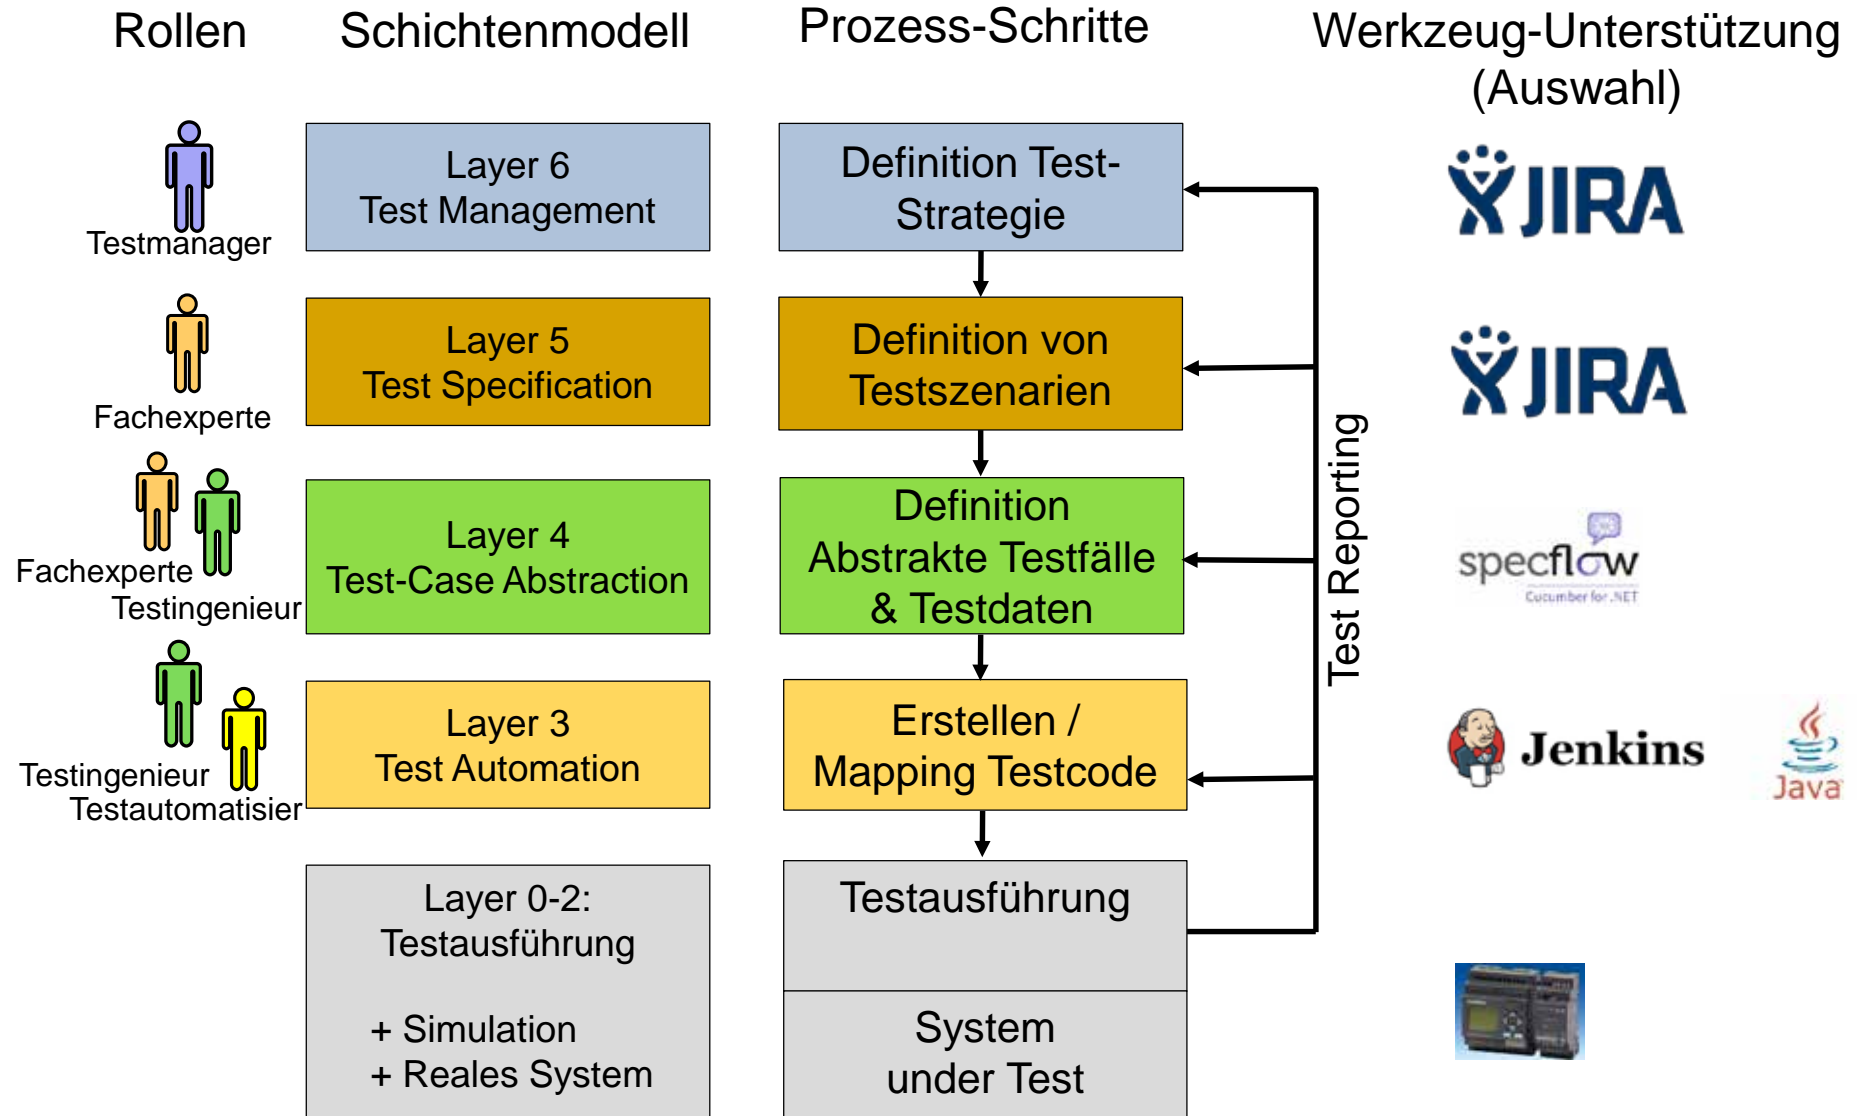 Rollen
Schichtenmodell
Prozess-Schritte
Werkzeug-Unterstützung
(Auswahl)
Testmanager
Layer 6
Test Management
Definition Test-
Strategie
JIRA
Fachexperte
Layer 5
Test Specification
Definition von
Testszenarien
JIRA
Fachexperte
Testingenieur
Layer 4
Test-Case Abstraction
Definition
Abstrakte Testfälle
& Testdaten
specflow
Cucumber for .NET
Test Reporting
Testingenieur
Testautomatisier
Layer 3
Test Automation
Erstellen /
Mapping Testcode
Jenkins
Java
Layer 0-2:
Testausführung
+ Simulation
+ Reales System
Testausführung
System
under Test